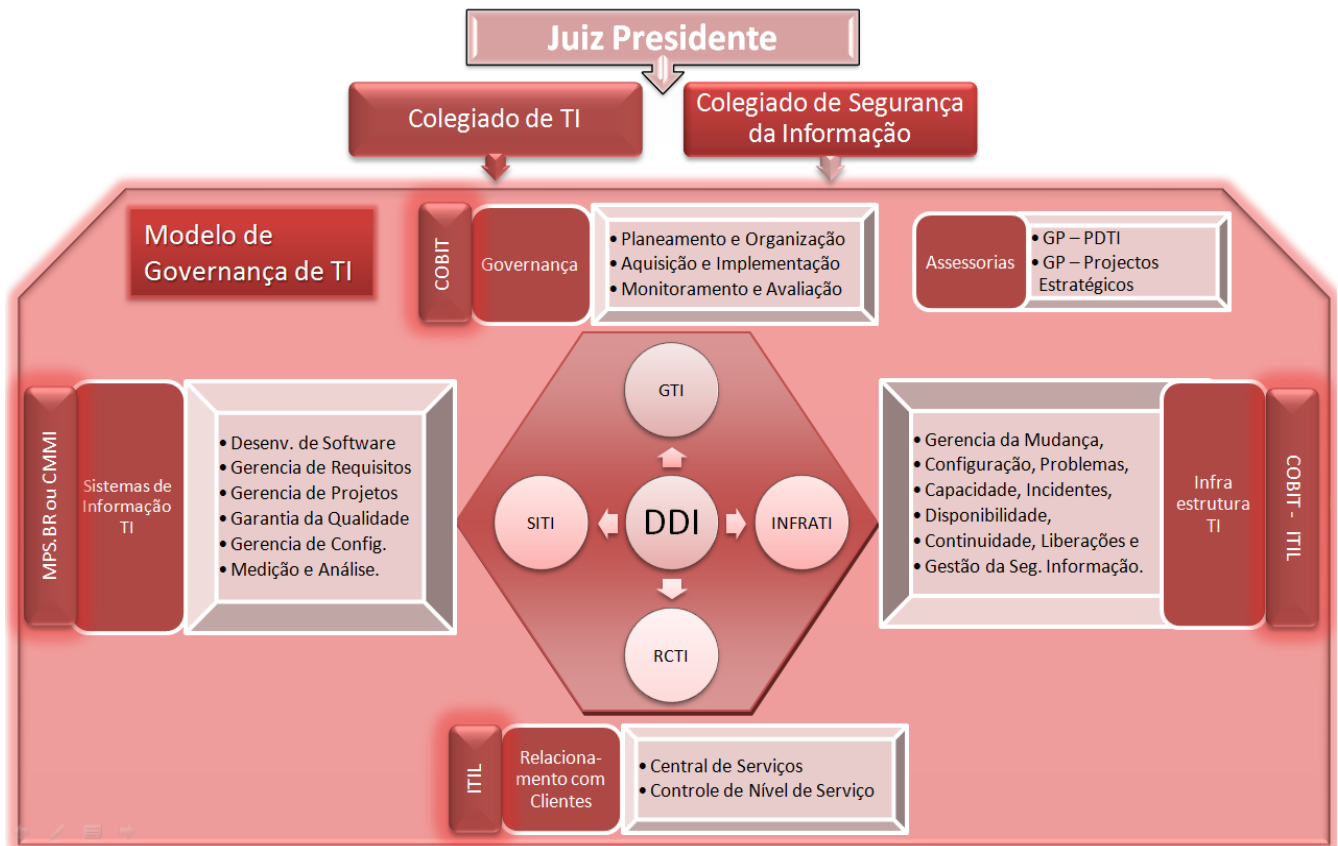 Juiz Presidente
Colegiado de TI
Colegiado de Segurança
da Informação
Modelo de
Governança de TI
COBIT
Governança
• Planeamento e Organização
• Aquisição e Implementação
• Monitoramento e Avaliação
Assessorias
• GP – PDTI
• GP – Projectos
Estratégicos
MPS.BR ou CMMI
Sistemas de
Informação
TI
• Desenv. de Software
• Gerencia de Requisitos
• Gerencia de Projetos
• Garantia da Qualidade
• Gerencia de Config.
• Medição e Análise.
GTI
SITI
DDI
INFRATI
RCTI
• Gerencia da Mudança,
• Configuração, Problemas,
• Capacidade, Incidentes,
• Disponibilidade,
• Continuidade, Liberações e
• Gestão da Seg. Informação.
Infra
estrutura
TI
COBIT - ITIL
ITIL
Relaciona-
mento com
Clientes
• Central de Serviços
• Controle de Nível de Serviço